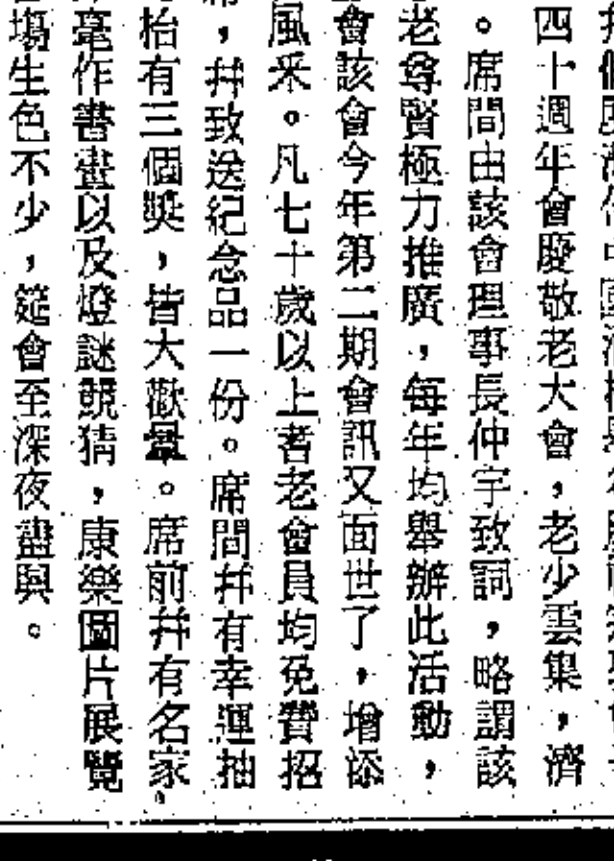 四十週年會慶敬老大會，老少雲集，濟
。席間由該會理事長仲宇致詞，略謂該
老尊賢極力推廣，每年均舉辦此活動，
會該會今年第二期會訊又面世了，增添
風采。凡七十歲以上者老會員均免費招
，并致送紀念品一份。席間并有幸運抽
枱有三個獎，皆大歡暈。席前并有名家
毫作書畫以及燈謎競猜，康樂圖片展覽
塲生色不少，筵會至深夜盡興。